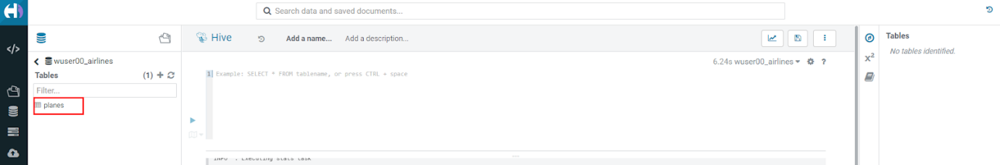 Search data and saved documents...
</>
Hive
Add a name...
Add a description...
Tables
wuser00_airlines
6.24s wuser00_airlines
?
No tables identified.
Tables
(1)
1
Example: SELECT * FROM tablename, or press CTRL + space
x²
Filter...
planes
INFO : Executing stats task